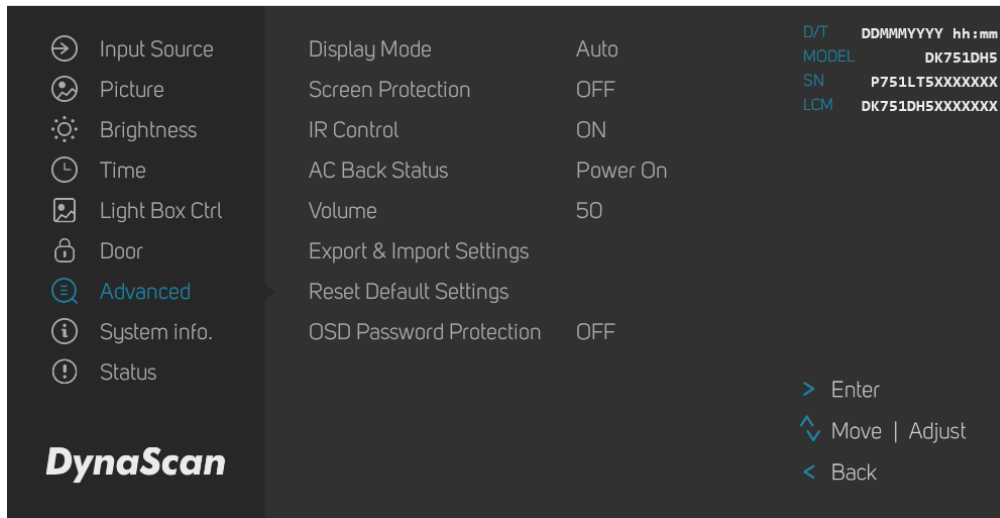 Input Source
Picture
Brightness
Time
Light Box Ctrl
Door
Advanced
System info.
Status
DynaScan
Display Mode Auto
Screen Protection OFF
IR Control ON
AC Back Status Power On
Volume 50
Export & Import Settings
Reset Default Settings
OSD Password Protection OFF
D/T DDMMMYYYY hh:mm
MODEL DK751DH5
SN P751LT5XXXXXXX
LCM DK751DH5XXXXXXX
> Enter
Move | Adjust
< Back